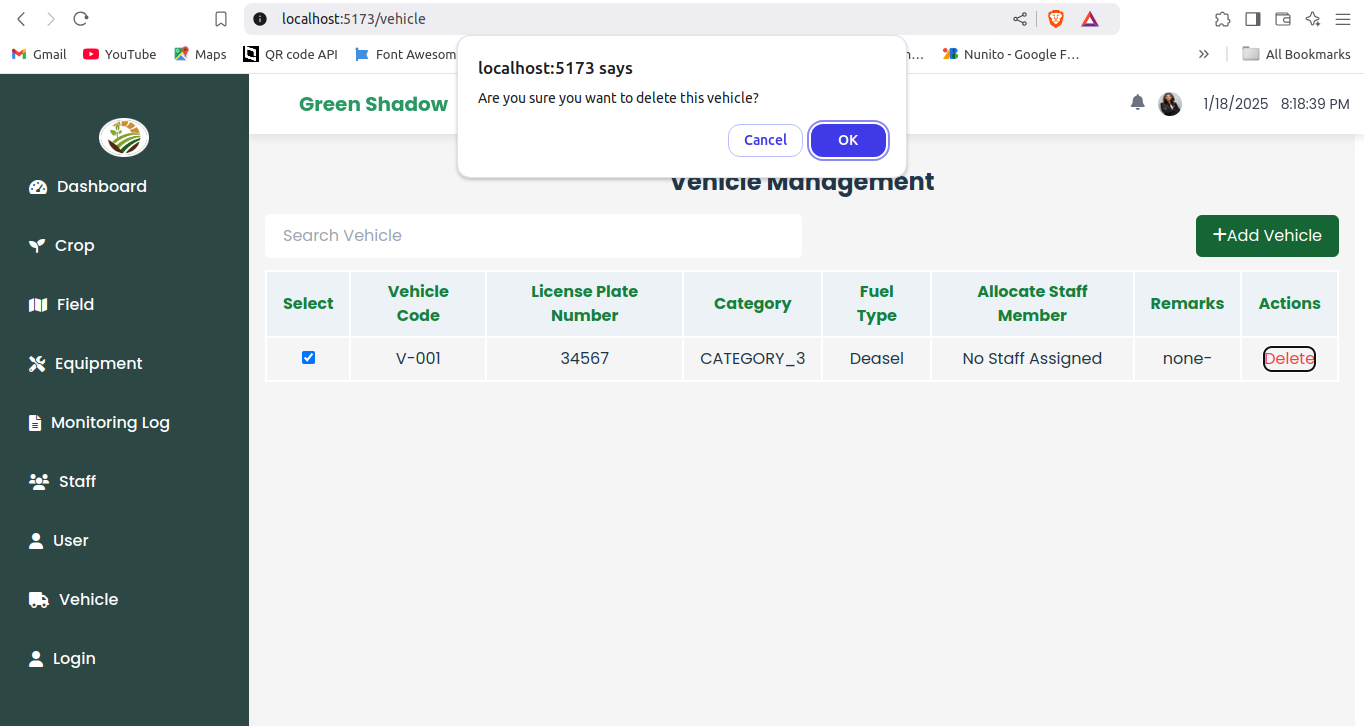 localhost:5173/vehicle
Gmail YouTube Maps QR code API Font Awesom n... Nunito - Google F... All Bookmarks
localhost:5173 says
Are you sure you want to delete this vehicle?
Cancel OK
Green Shadow 1/18/2025 8:18:39 PM
Dashboard
Crop
Field
Equipment
Monitoring Log
Staff
User
Vehicle
Login
Vehicle Management
Search Vehicle
+Add Vehicle
Select Vehicle Code License Plate Number Category Fuel Type Allocate Staff Member Remarks Actions
V-001 34567 CATEGORY_3 Deasel No Staff Assigned none- Delete